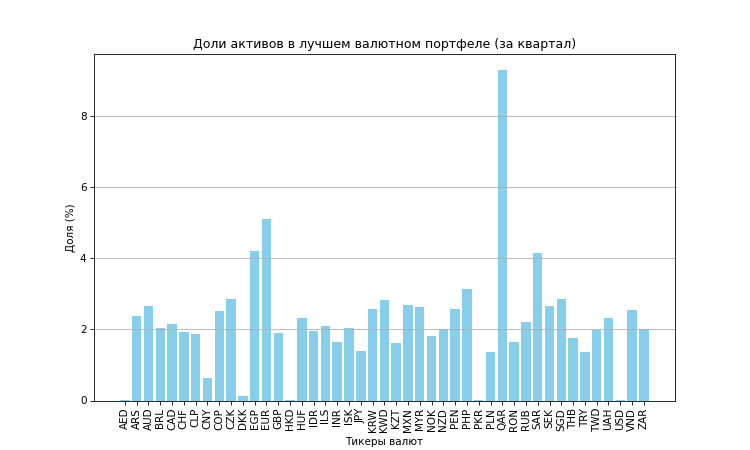 Доли активов в лучшем валютном портфеле (за квартал)
Доля (%)
8
6
4
2
0
AED ARS AUD BRL CAD CHF CLP CNY COP CZK DKK EGP EUR GBP HKD HUF IDR ILS INR ISK JPY KRW KWD KZT MXN MYR NOK NZD PEN PHP PKR PLN QAR RON RUB SAR SEK SGD THB TRY TWD UAH USD VND ZAR
Тикеры валют